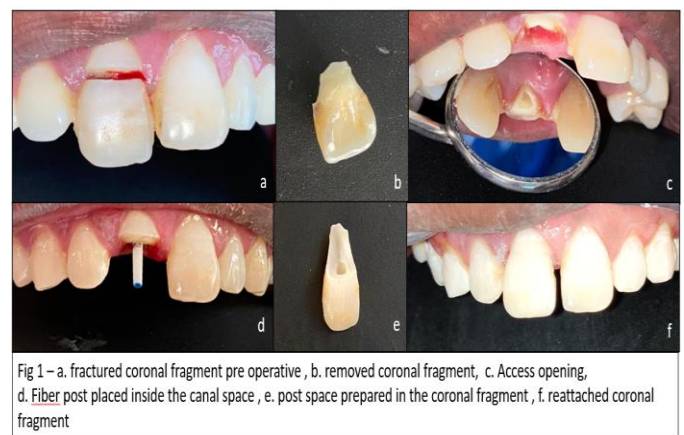 a
b
c
d
e
f
Fig 1 – a. fractured coronal fragment pre operative , b. removed coronal fragment, c. Access opening,
d. Fiber post placed inside the canal space , e. post space prepared in the coronal fragment , f. reattached coronal
fragment